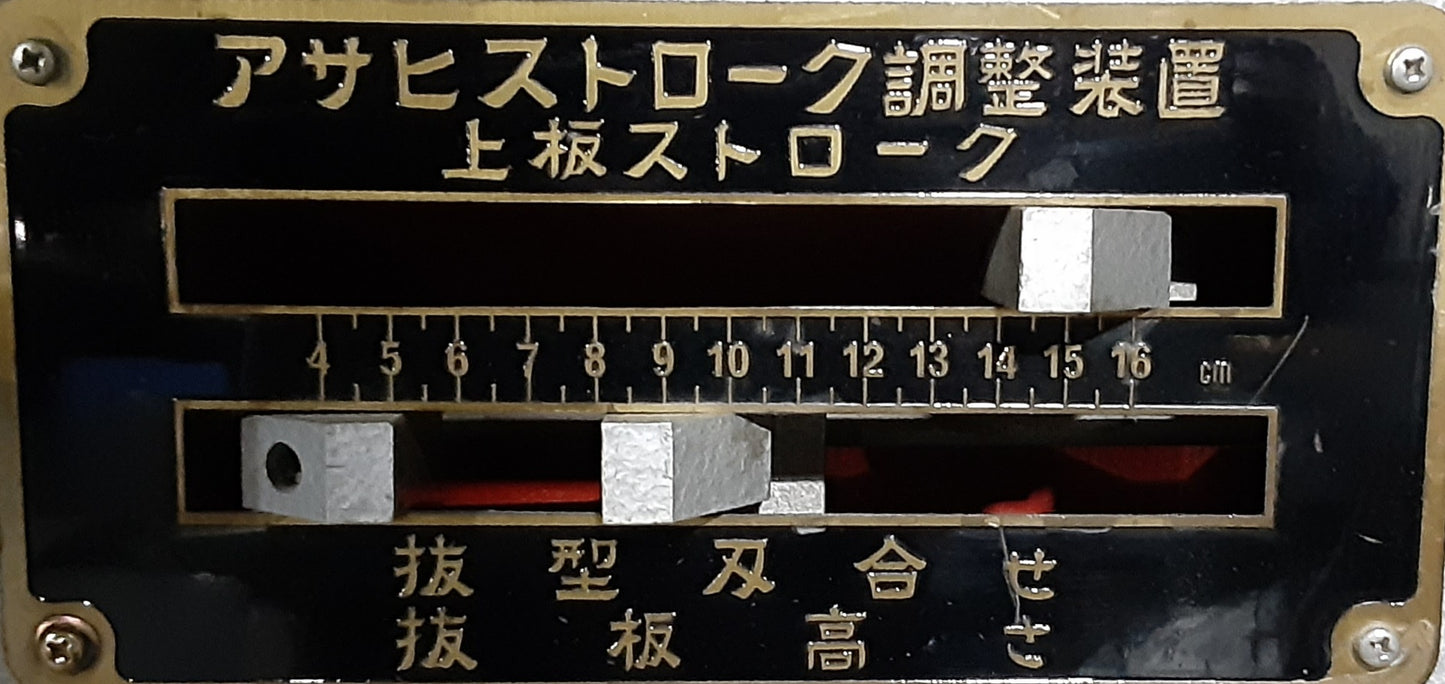 アサヒストローク調整装置
上板ストローク
4 5 6 7 8 9 10 11 12 13 14 15 16 cm
抜型刃合せ
抜板高さ